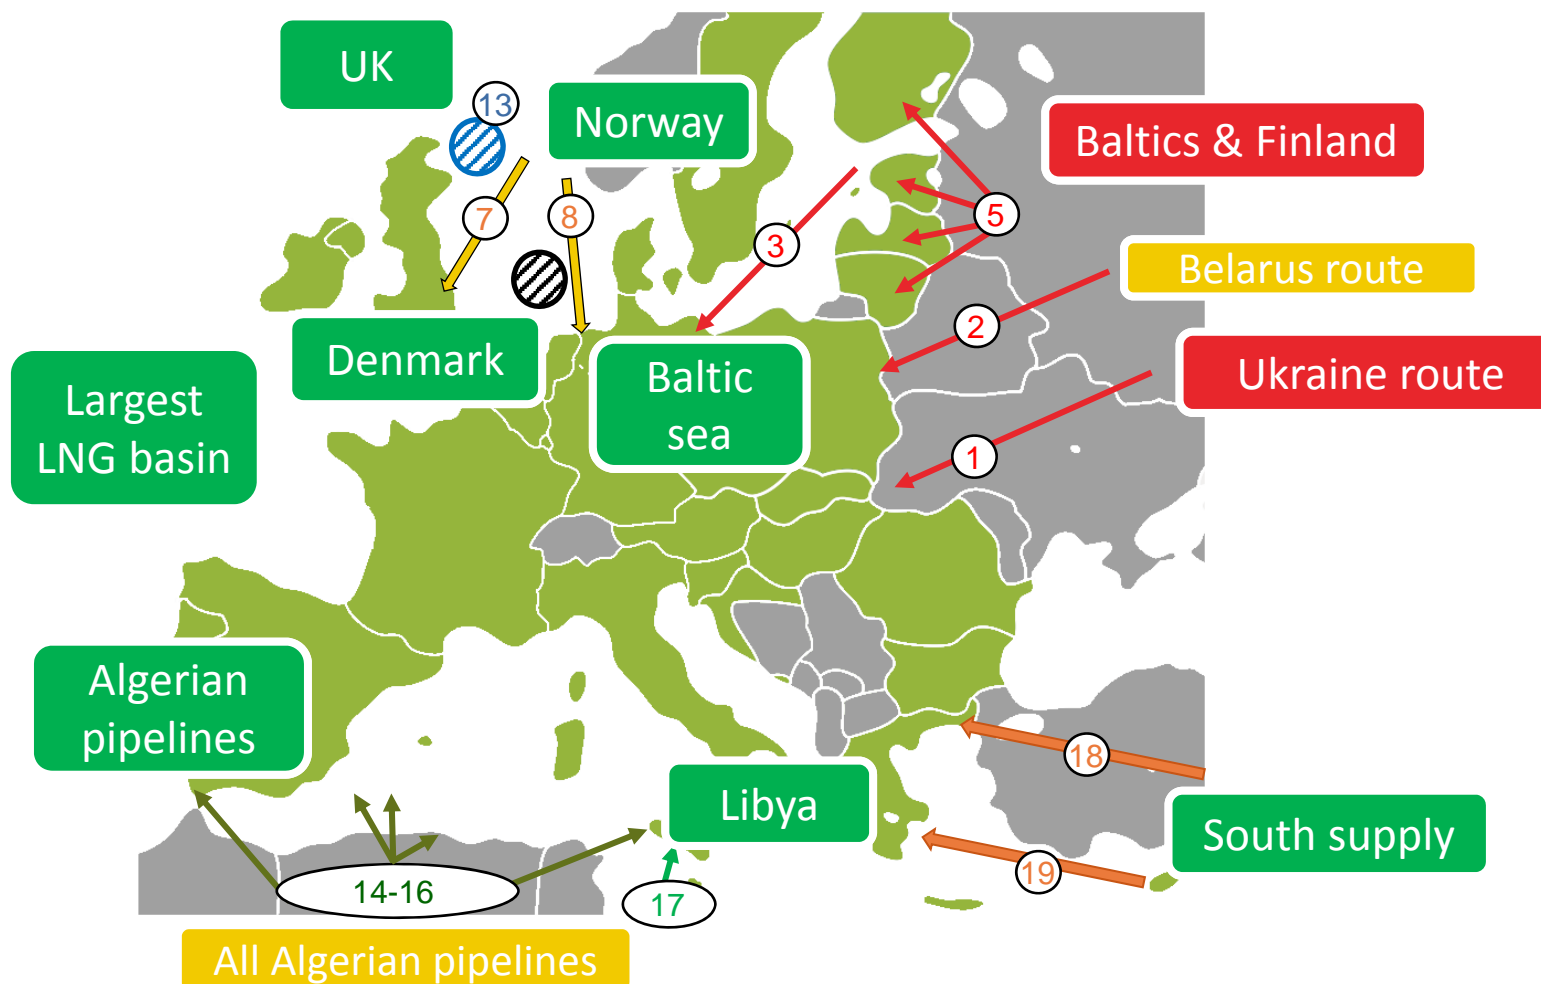 UK
13
Norway
Baltics & Finland
7
8
5
3
Belarus route
2
Denmark
Baltic
sea
Ukraine route
Largest
LNG basin
1
Algerian
pipelines
18
Libya
South supply
19
14-16
17
All Algerian pipelines